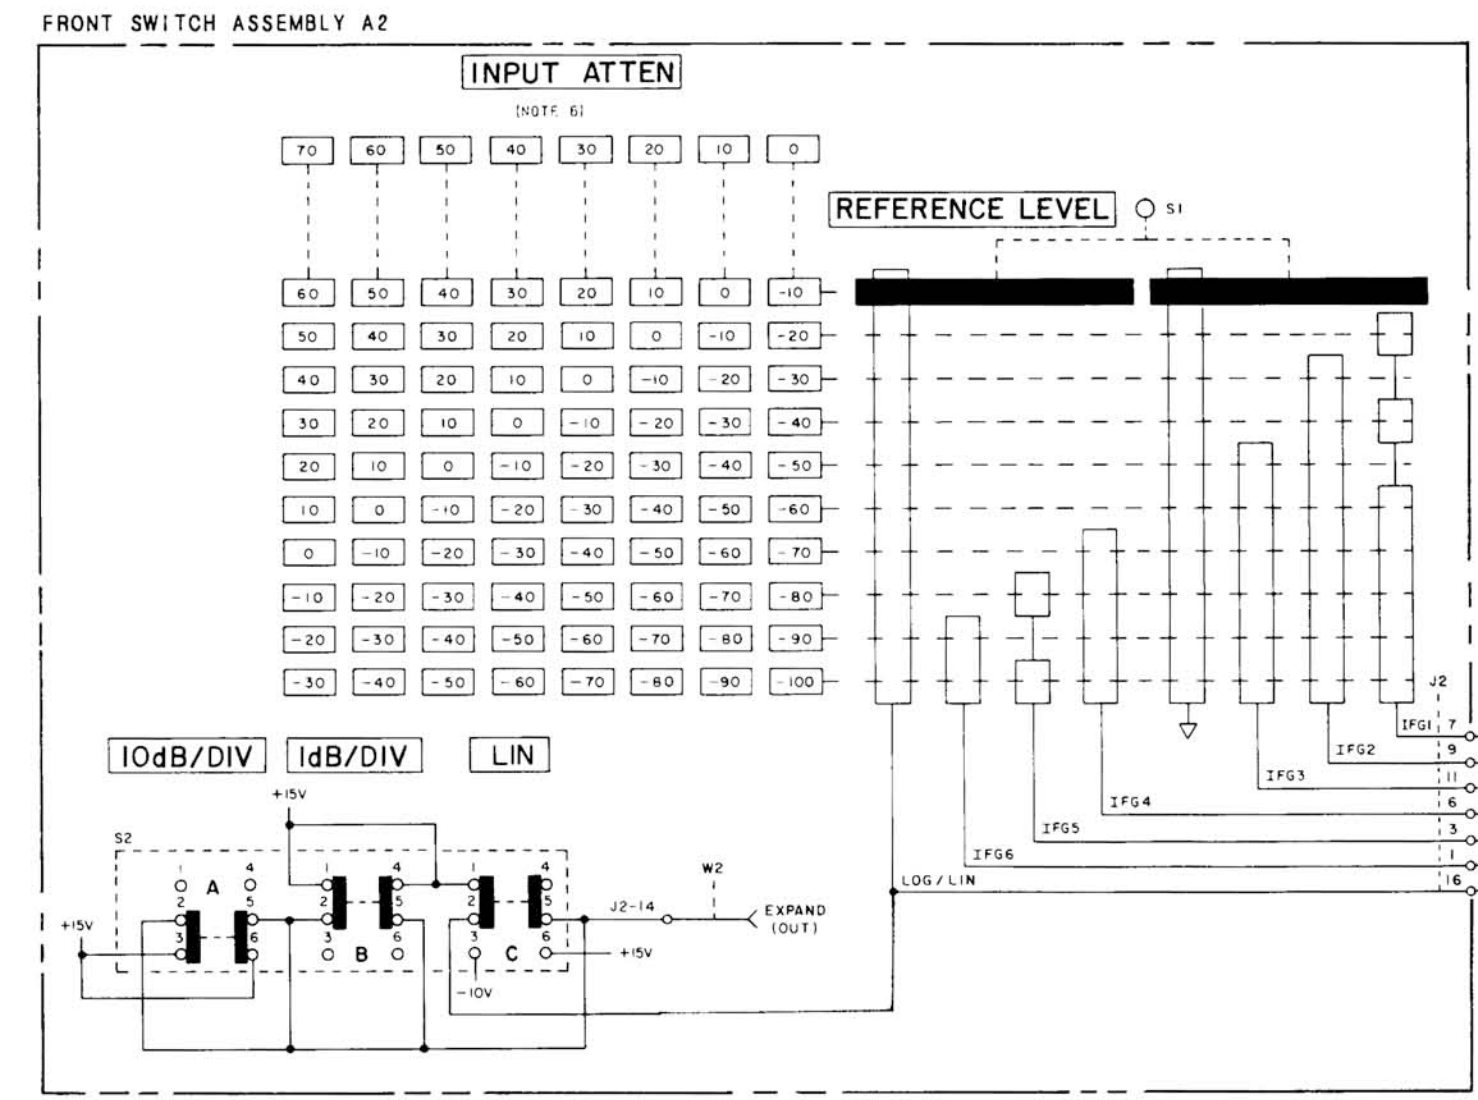 FRONT SWITCH ASSEMBLY A2
INPUT ATTEN
(NOTE 6)
70 60 50 40 30 20 10 0
REFERENCE LEVEL S1
60 50 40 30 20 10 0 -10
50 40 30 20 10 0 -10 -20
40 30 20 10 0 -10 -20 -30
30 20 10 0 -10 -20 -30 -40
20 10 0 -10 -20 -30 -40 -50
10 0 -10 -20 -30 -40 -50 -60
0 -10 -20 -30 -40 -50 -60 -70
-10 -20 -30 -40 -50 -60 -70 -80
-20 -30 -40 -50 -60 -70 -80 -90
-30 -40 -50 -60 -70 -80 -90 -100
J2
IFG1 7
IFG2 9
IFG3 11
IFG4 6
IFG5 3
IFG6 1
LOG/LIN 16
10dB/DIV 1dB/DIV LIN
+15V
S2
1 4 1 4 1 4
A
2 5 2 5 2 5
3 6 3 6 3 6
B C
+15V
+15V
-10V
J2-14
W2
EXPAND
(OUT)